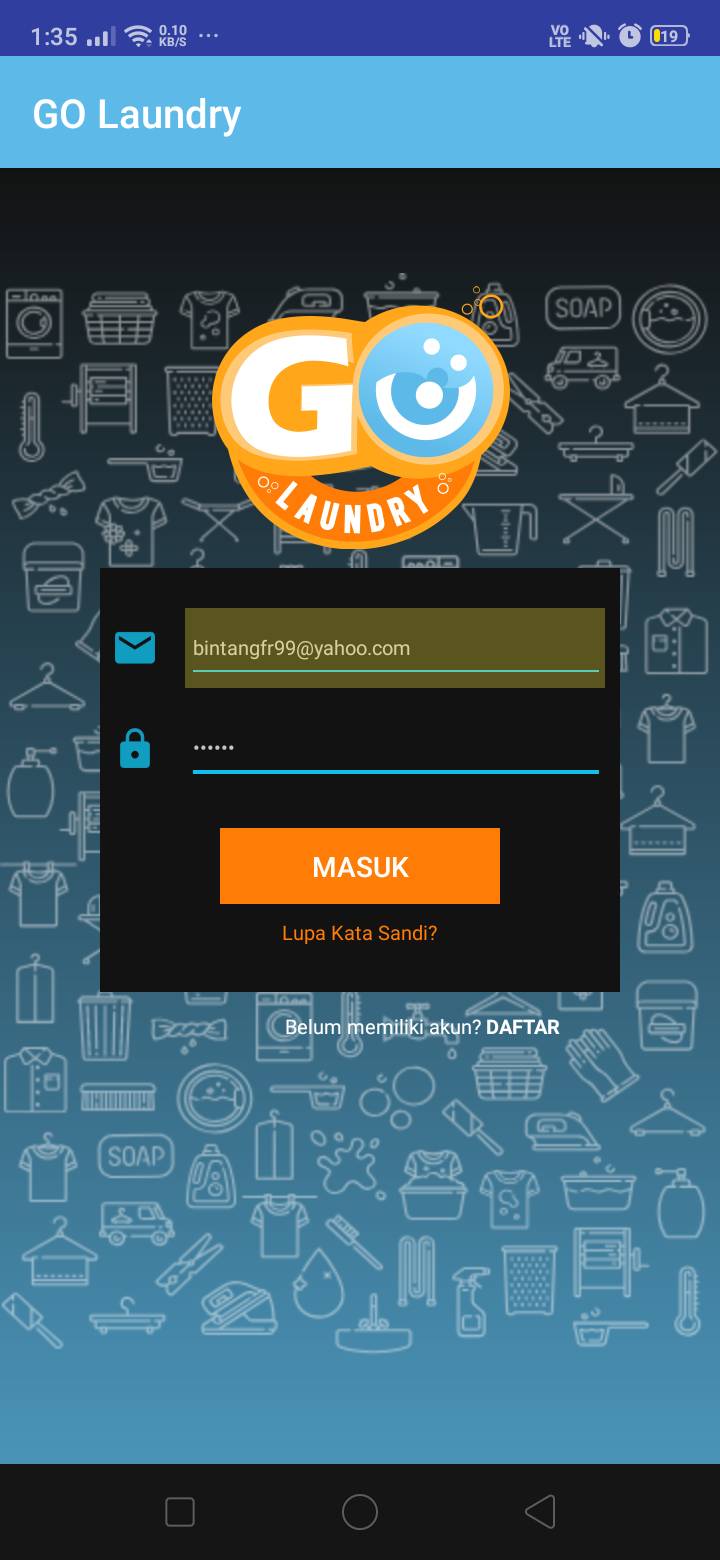 1:35 0.10 KB/S ... VO LTE 19
GO Laundry
SOAP
GO
LAUNDRY
bintangfr99@yahoo.com
••••••
MASUK
Lupa Kata Sandi?
Belum memiliki akun? DAFTAR
SOAP